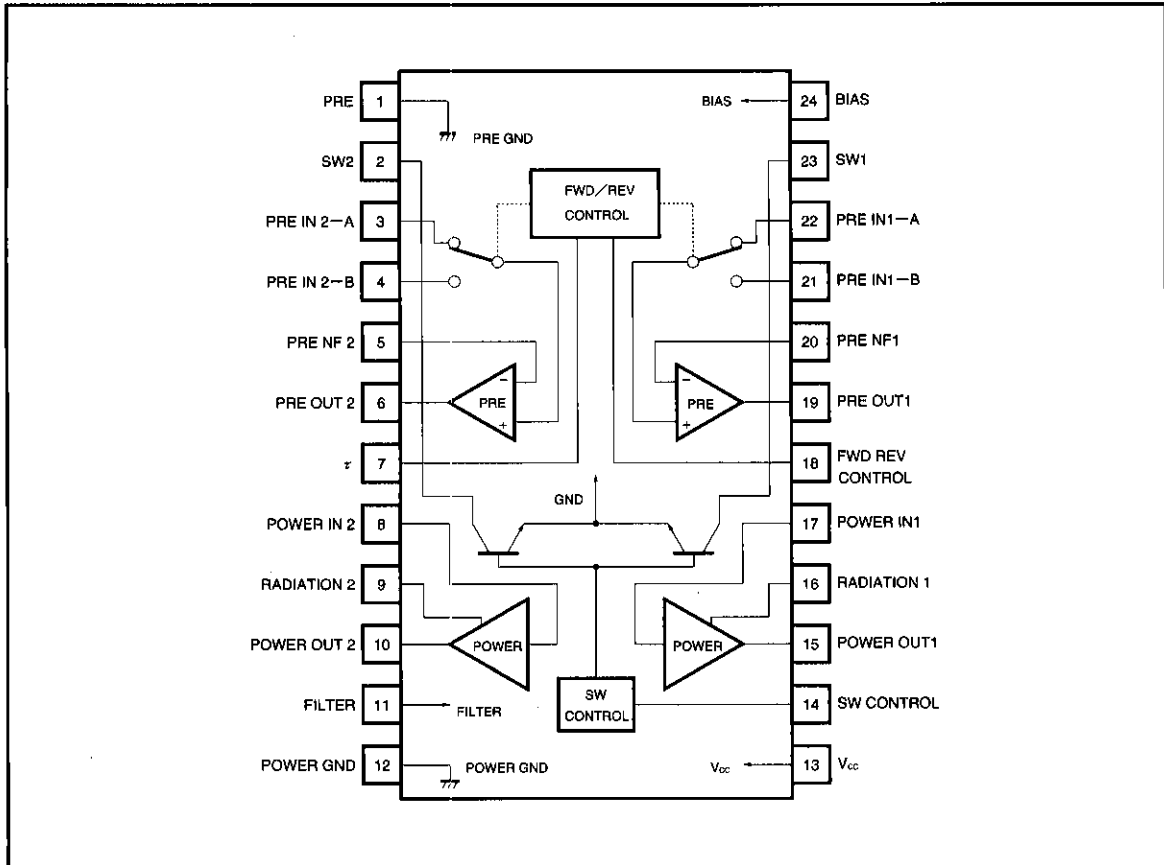 PRE 1
PRE GND
BIAS
24 BIAS
SW2 2
23 SW1
FWD/REV
CONTROL
PRE IN 2-A 3
22 PRE IN1-A
PRE IN 2-B 4
21 PRE IN1-B
PRE NF 2 5
20 PRE NF1
PRE OUT 2 6
−
PRE
+
−
PRE
+
19 PRE OUT1
τ 7
18 FWD REV
CONTROL
GND
POWER IN 2 8
17 POWER IN1
RADIATION 2 9
16 RADIATION 1
POWER OUT 2 10
POWER
POWER
15 POWER OUT1
FILTER 11
FILTER
SW
CONTROL
14 SW CONTROL
POWER GND 12
POWER GND
Vcc
13 Vcc